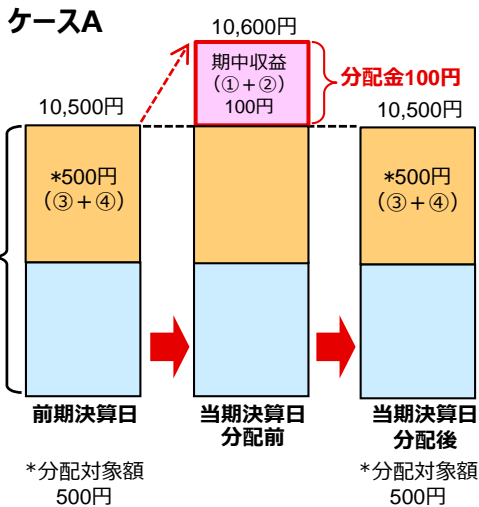 ケースA
10,600円
期中収益
（①＋②）
100円
分配金100円
10,500円
10,500円
*500円
（③＋④）
*500円
（③＋④）
前期決算日
当期決算日
分配前
当期決算日
分配後
*分配対象額
500円
*分配対象額
500円